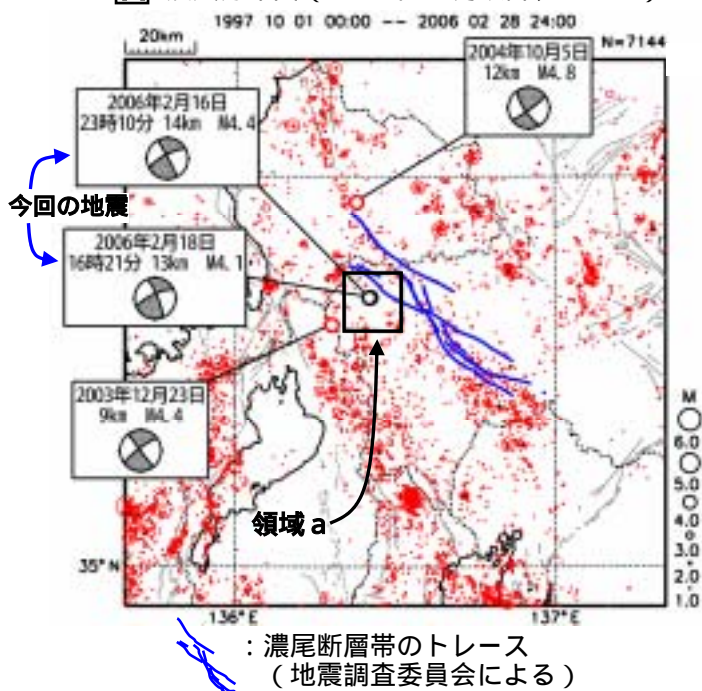 1997 10 01 00:00 -- 2006 02 28 24:00
20km
N=7144
2004年10月5日
12km M4.8
2006年2月16日
23時10分 14km M4.4
今回の地震
2006年2月18日
16時21分 13km M4.1
2003年12月23日
9km M4.4
領域a
M
6.0
5.0
4.0
3.0
2.0
1.0
35°N
136°E
137°E
：濃尾断層帯のトレース
（地震調査委員会による）